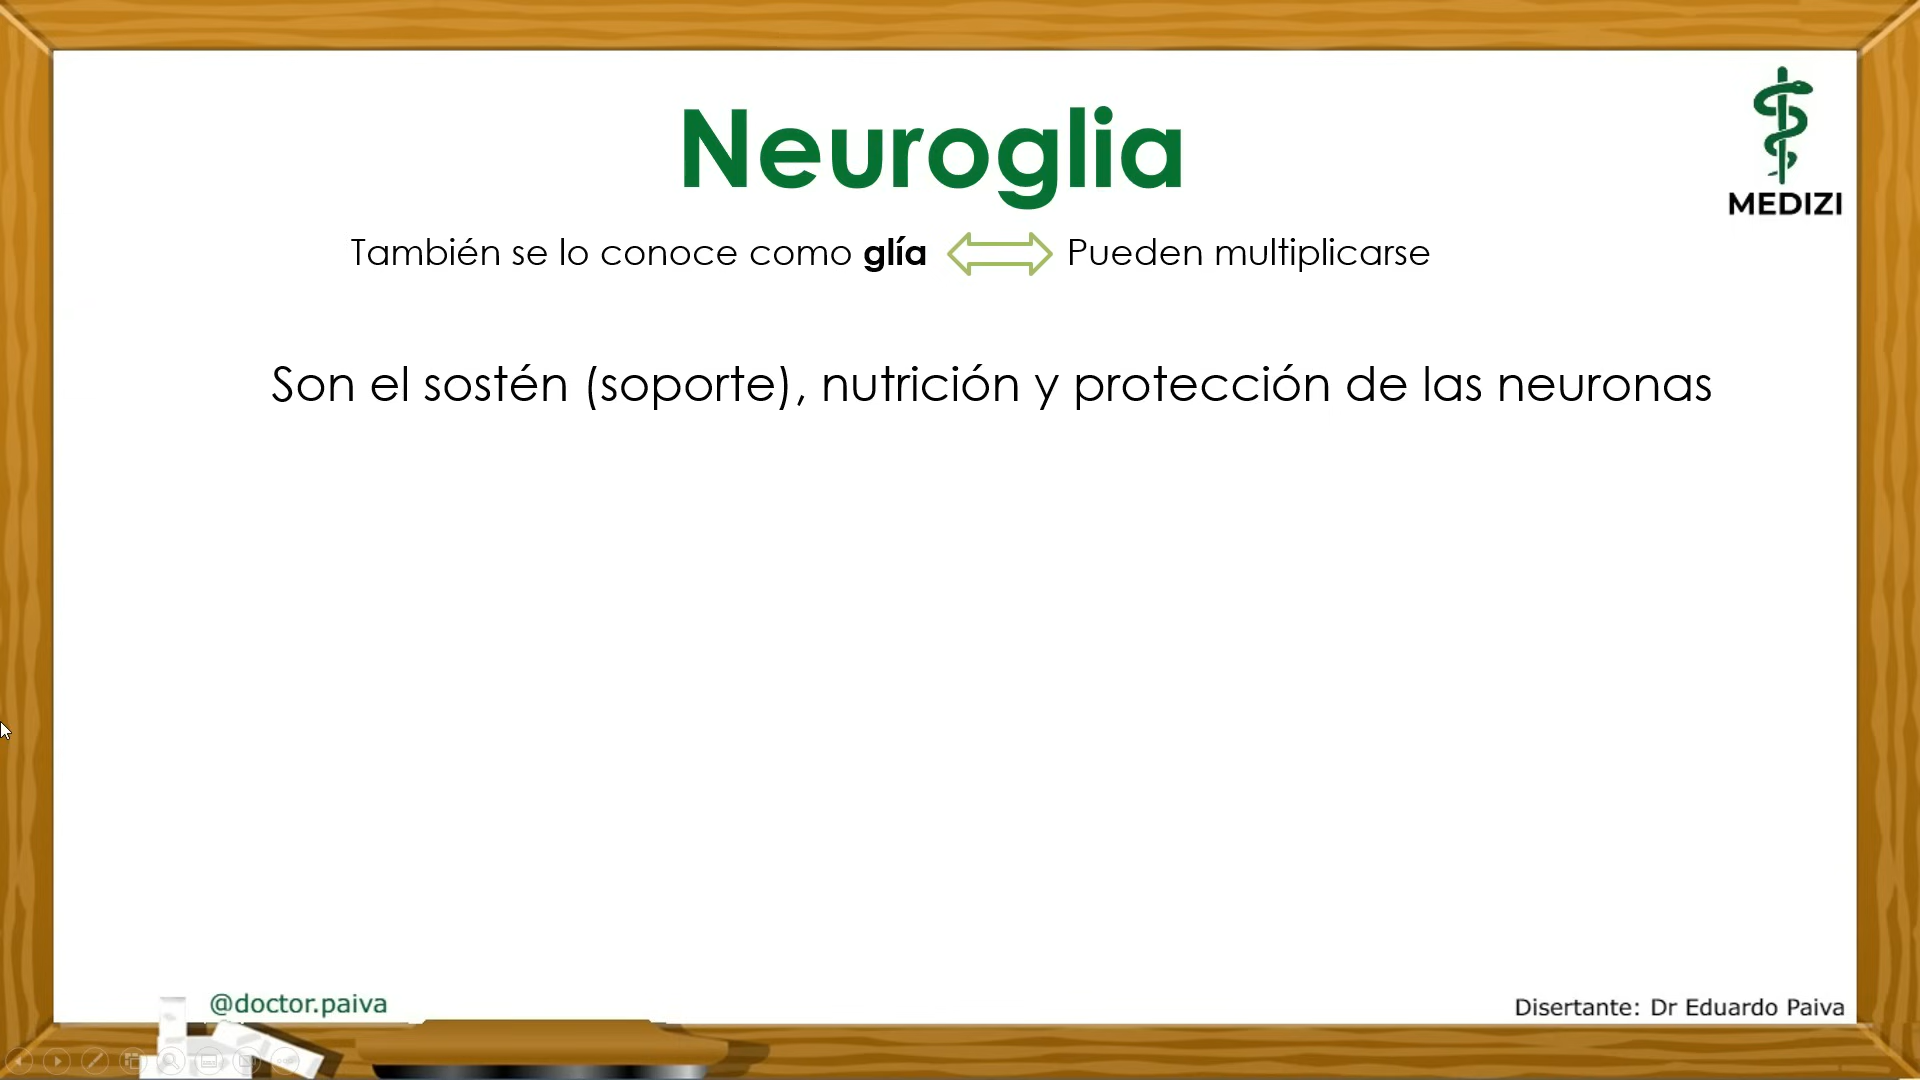 Neuroglia
MEDIZI
También se lo conoce como glía Pueden multiplicarse
Son el sostén (soporte), nutrición y protección de las neuronas
@doctor.paiva
Disertante: Dr Eduardo Paiva